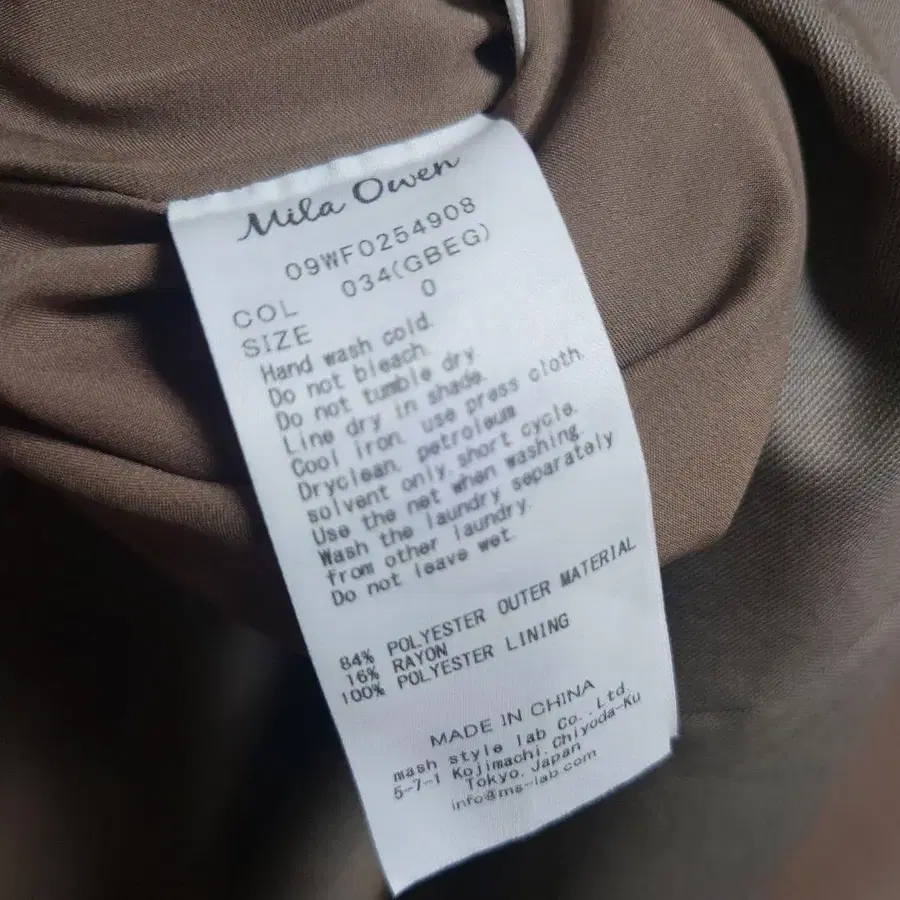 Mila Owen
09WF0254908
COL 034(GBEG)
SIZE 0
Hand wash cold.
Do not bleach.
Do not tumble dry
Line dry in shade.
Cool iron. use press cloth.
Dryclean. petroleum
solvent only. short cycle.
Use the net when washing.
Wash the laundry separately
from other laundry.
Do not leave wet.
84% POLYESTER OUTER MATERIAL
16% RAYON
100% POLYESTER LINING
MADE IN CHINA
mash style lab Co., Ltd.
5-7-1 Kojimachi, Chiyoda-Ku
Tokyo, Japan
info@ms-lab.com